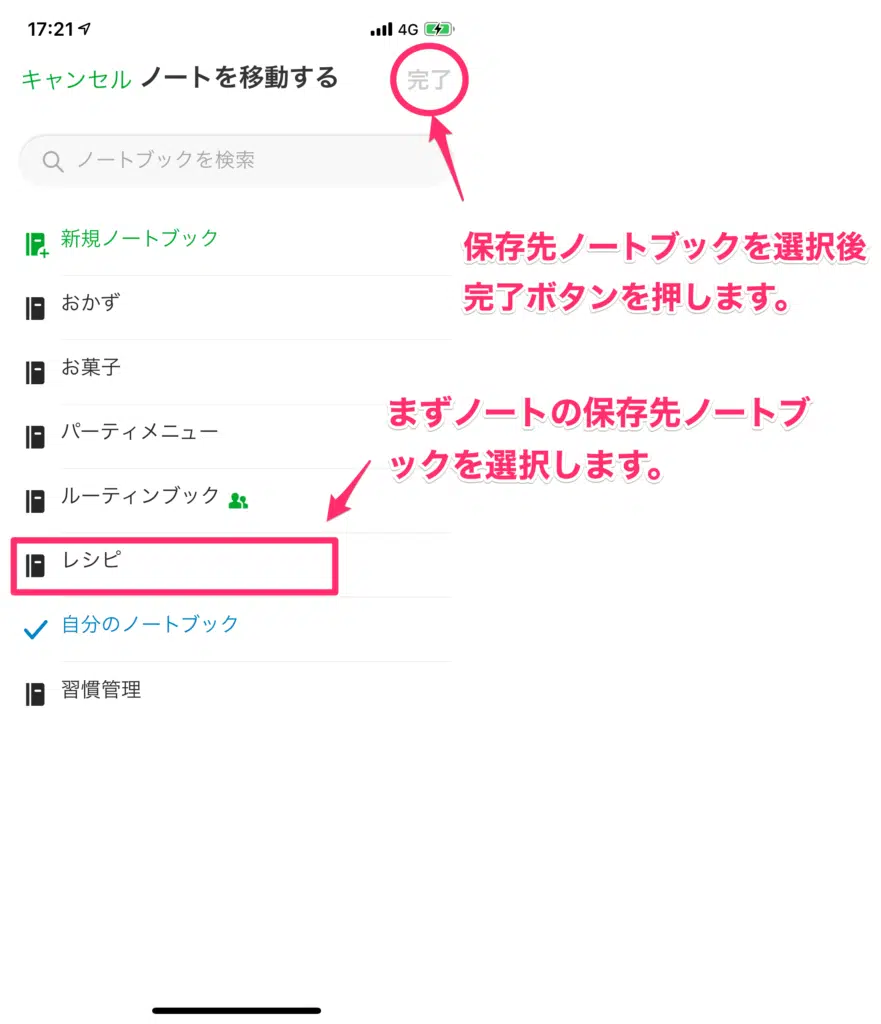 17:21
4G
キャンセル ノートを移動する 完了
ノートブックを検索
新規ノートブック
保存先ノートブックを選択後
完了ボタンを押します。
おかず
お菓子
まずノートの保存先ノートブ
ックを選択します。
パーティメニュー
ルーティンブック
レシピ
自分のノートブック
習慣管理